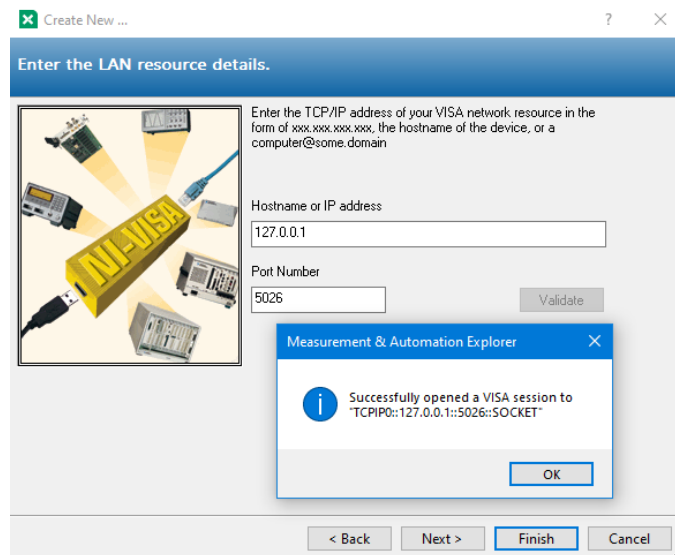 Create New ...
?
Enter the LAN resource details.
NI-VISA
Enter the TCP/IP address of your VISA network resource in the
form of xxx.xxx.xxx.xxx, the hostname of the device, or a
computer@some.domain
Hostname or IP address
127.0.0.1
Port Number
5026
Validate
Measurement & Automation Explorer
Successfully opened a VISA session to
"TCPIP0::127.0.0.1::5026::SOCKET"
OK
< Back Next > Finish Cancel